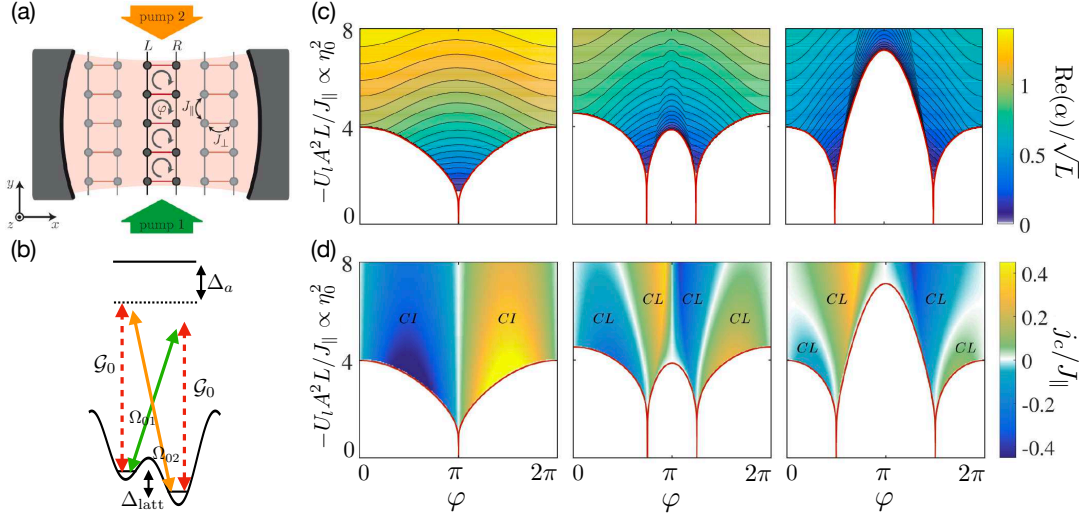 (a)
pump 2
L R
φ
J∥
J⊥
y
z x
pump 1
(b)
Δa
𝒢0
𝒢0
Ω01
Ω02
Δlatt
(c)
−UlA²L/J∥ ∝ η0²
8
4
0
Re(α)/√L
1
0.5
0
(d)
−UlA²L/J∥ ∝ η0²
8
4
0
CI
CI
CL
CL
CL
CL
CL
CL
CL
CL
jc/J∥
0.4
0.2
0
-0.2
-0.4
0 π 2π
0 π 2π
0 π 2π
φ
φ
φ